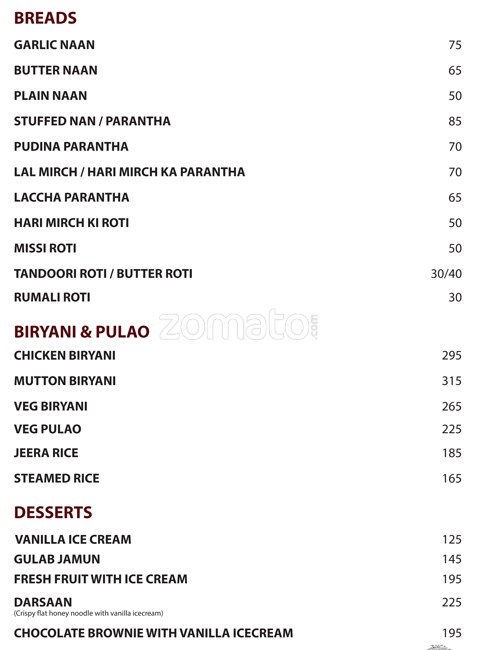 BREADS
GARLIC NAAN 75
BUTTER NAAN 65
PLAIN NAAN 50
STUFFED NAN / PARANTHA 85
PUDINA PARANTHA 70
LAL MIRCH / HARI MIRCH KA PARANTHA 70
LACCHA PARANTHA 65
HARI MIRCH KI ROTI 50
MISSI ROTI 50
TANDOORI ROTI / BUTTER ROTI 30/40
RUMALI ROTI 30
zomato.com
BIRYANI & PULAO
CHICKEN BIRYANI 295
MUTTON BIRYANI 315
VEG BIRYANI 265
VEG PULAO 225
JEERA RICE 185
STEAMED RICE 165
DESSERTS
VANILLA ICE CREAM 125
GULAB JAMUN 145
FRESH FRUIT WITH ICE CREAM 195
DARSAAN 225
(Crispy flat honey noodle with vanilla icecream)
CHOCOLATE BROWNIE WITH VANILLA ICECREAM 195